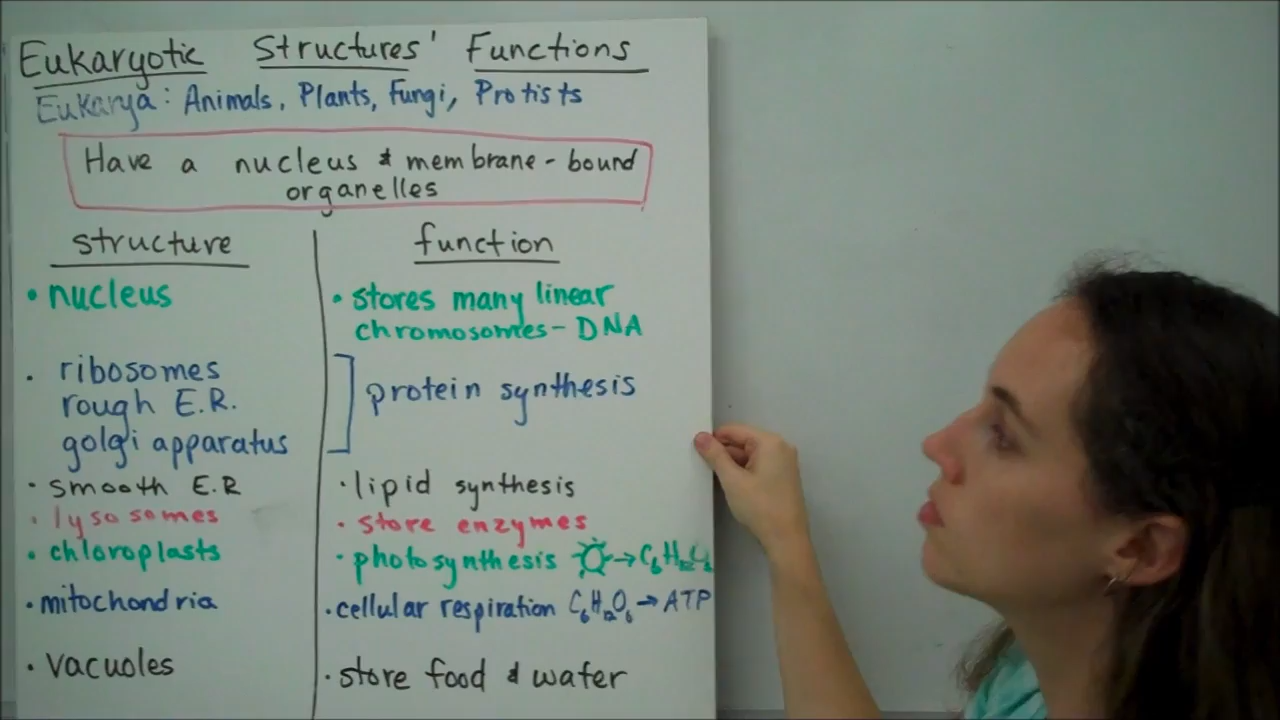 Eukaryotic Structures' Functions
Eukarya: Animals, Plants, Fungi, Protists
Have a nucleus & membrane-bound
organelles
structure function
• nucleus • stores many linear
chromosomes - DNA
• ribosomes
rough E.R.
golgi apparatus
protein synthesis
• smooth E.R • lipid synthesis
• lysosomes • store enzymes
• chloroplasts • photosynthesis → C6H12O6
• mitochondria • cellular respiration C6H12O6 → ATP
• vacuoles • store food & water